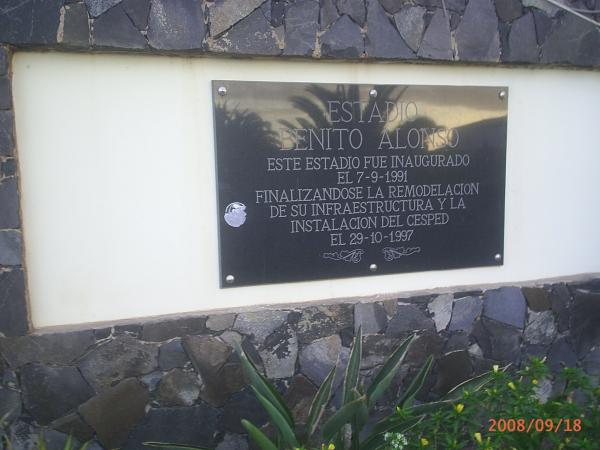 ESTADIO
BENITO ALONSO
ESTE ESTADIO FUE INAUGURADO
EL 7-9-1991
FINALIZANDOSE LA REMODELACION
DE SU INFRAESTRUCTURA Y LA
INSTALACION DEL CESPED
EL 29-10-1997
2008/09/18